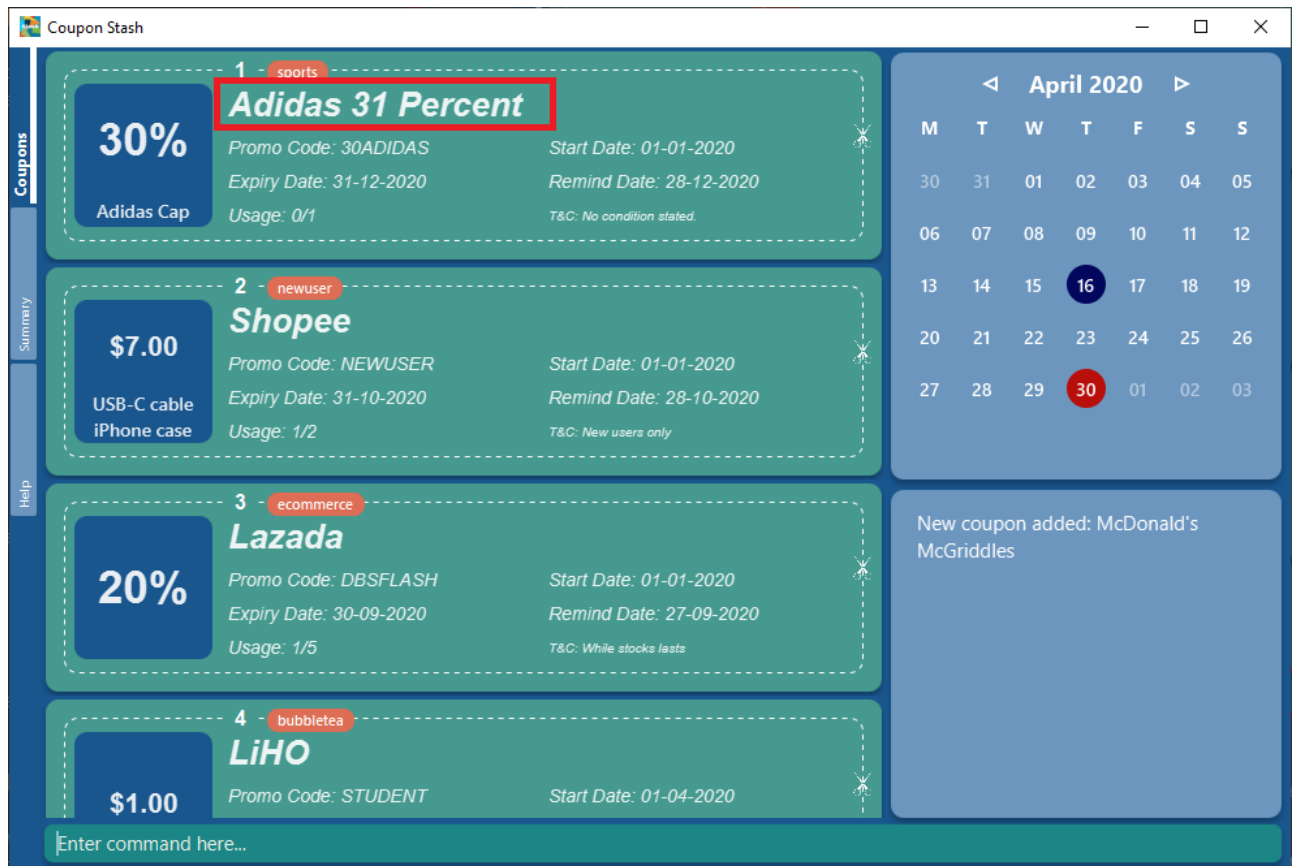 Coupon Stash
Coupons
Summary
Help
1 sports
Adidas 31 Percent
30%
Adidas Cap
Promo Code: 30ADIDAS Start Date: 01-01-2020
Expiry Date: 31-12-2020 Remind Date: 28-12-2020
Usage: 0/1 T&C: No condition stated.
2 newuser
Shopee
$7.00
USB-C cable
iPhone case
Promo Code: NEWUSER Start Date: 01-01-2020
Expiry Date: 31-10-2020 Remind Date: 28-10-2020
Usage: 1/2 T&C: New users only
3 ecommerce
Lazada
20%
Promo Code: DBSFLASH Start Date: 01-01-2020
Expiry Date: 30-09-2020 Remind Date: 27-09-2020
Usage: 1/5 T&C: While stocks lasts
4 bubbletea
LiHO
$1.00
Promo Code: STUDENT Start Date: 01-04-2020
Enter command here...
April 2020
M T W T F S S
30 31 01 02 03 04 05
06 07 08 09 10 11 12
13 14 15 16 17 18 19
20 21 22 23 24 25 26
27 28 29 30 01 02 03
New coupon added: McDonald's
McGriddles